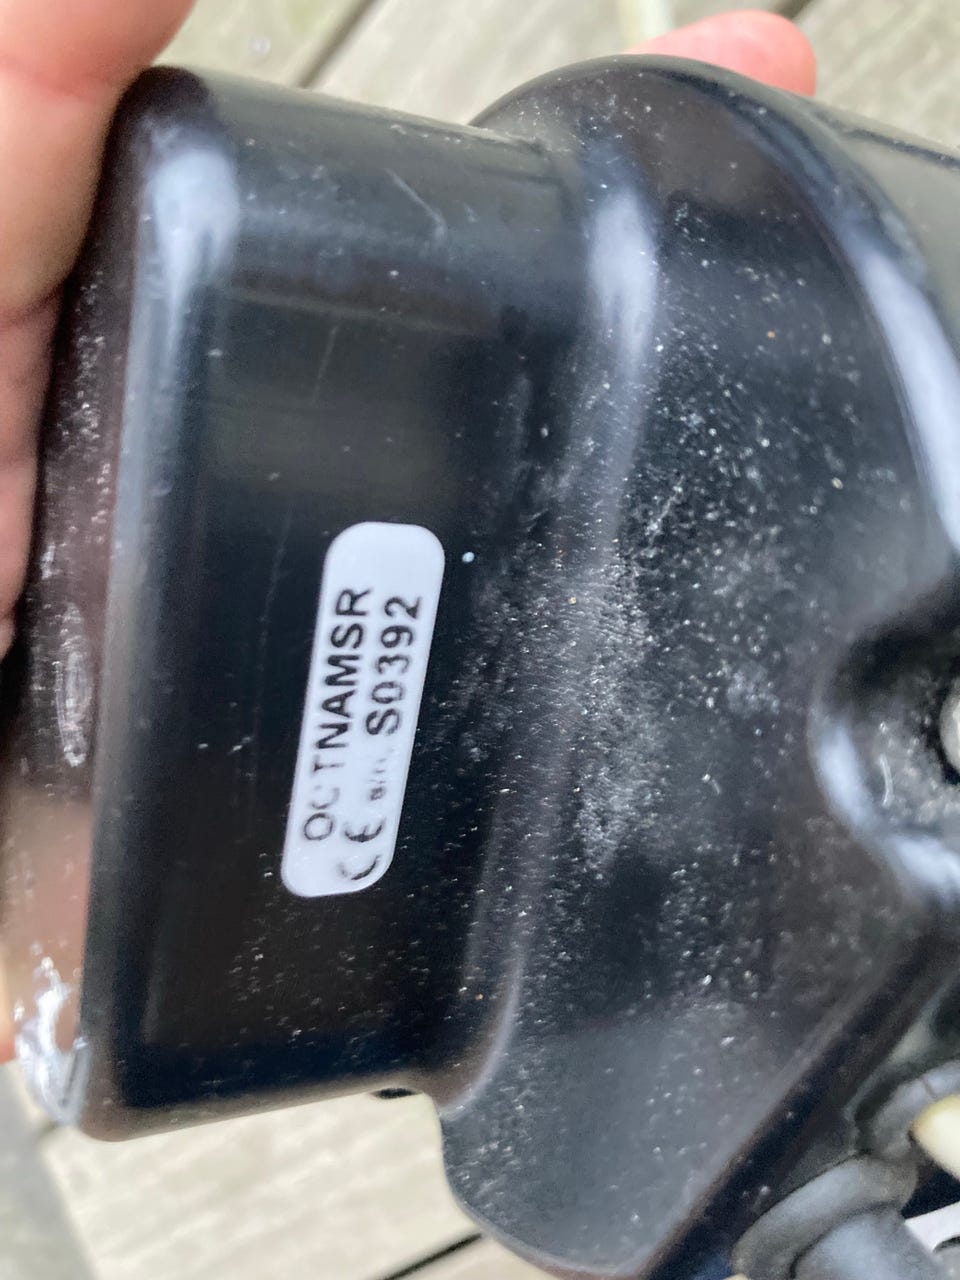 OCTNAMSR
CE s/n. S0392